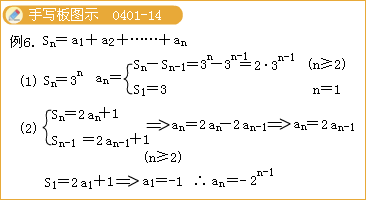 手写板图示 0401-14
例6. Sn=a1+a2+……+an
(1) Sn=3^n an={Sn-Sn-1=3^n-3^(n-1)=2·3^(n-1) (n≥2)
S1=3 n=1
(2) {Sn=2an+1
Sn-1=2an-1+1 ⟹an=2an-2an-1⟹an=2an-1
(n≥2)
S1=2a1+1⟹a1=-1 ∴an=-2^(n-1)